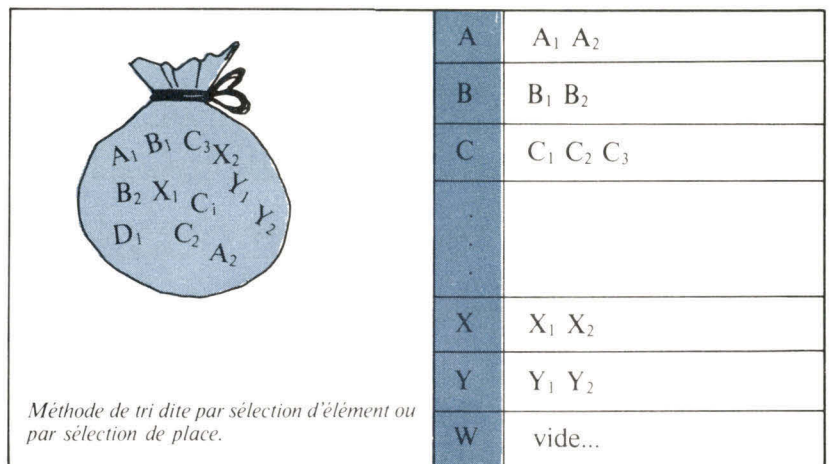 A₁ B₁ C₃ X₂
B₂ X₁ Cᵢ Y₁ Y₂
D₁ C₂ A₂
Méthode de tri dite par sélection d'élément ou
par sélection de place.
A A₁ A₂
B B₁ B₂
C C₁ C₂ C₃
.
.
.
X X₁ X₂
Y Y₁ Y₂
W vide...